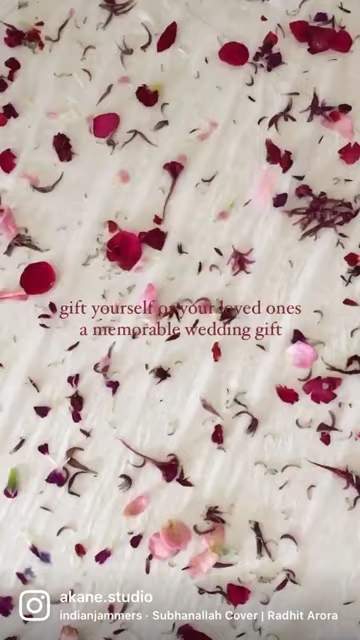 gift yourself or your loved ones
a memorable wedding gift
akane.studio
indianjammers · Subhanallah Cover | Radhit Arora